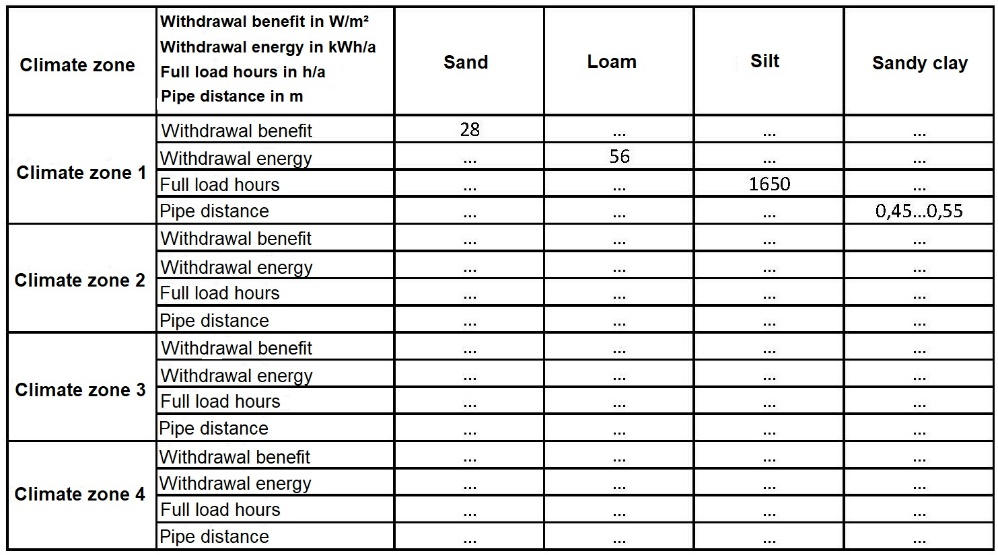 Climate zone Withdrawal benefit in W/m² Sand Loam Silt Sandy clay
Withdrawal energy in kWh/a
Full load hours in h/a
Pipe distance in m
Climate zone 1 Withdrawal benefit 28 ... ... ...
Withdrawal energy ... 56 ... ...
Full load hours ... ... 1650 ...
Pipe distance ... ... ... 0,45...0,55
Climate zone 2 Withdrawal benefit ... ... ... ...
Withdrawal energy ... ... ... ...
Full load hours ... ... ... ...
Pipe distance ... ... ... ...
Climate zone 3 Withdrawal benefit ... ... ... ...
Withdrawal energy ... ... ... ...
Full load hours ... ... ... ...
Pipe distance ... ... ... ...
Climate zone 4 Withdrawal benefit ... ... ... ...
Withdrawal energy ... ... ... ...
Full load hours ... ... ... ...
Pipe distance ... ... ... ...